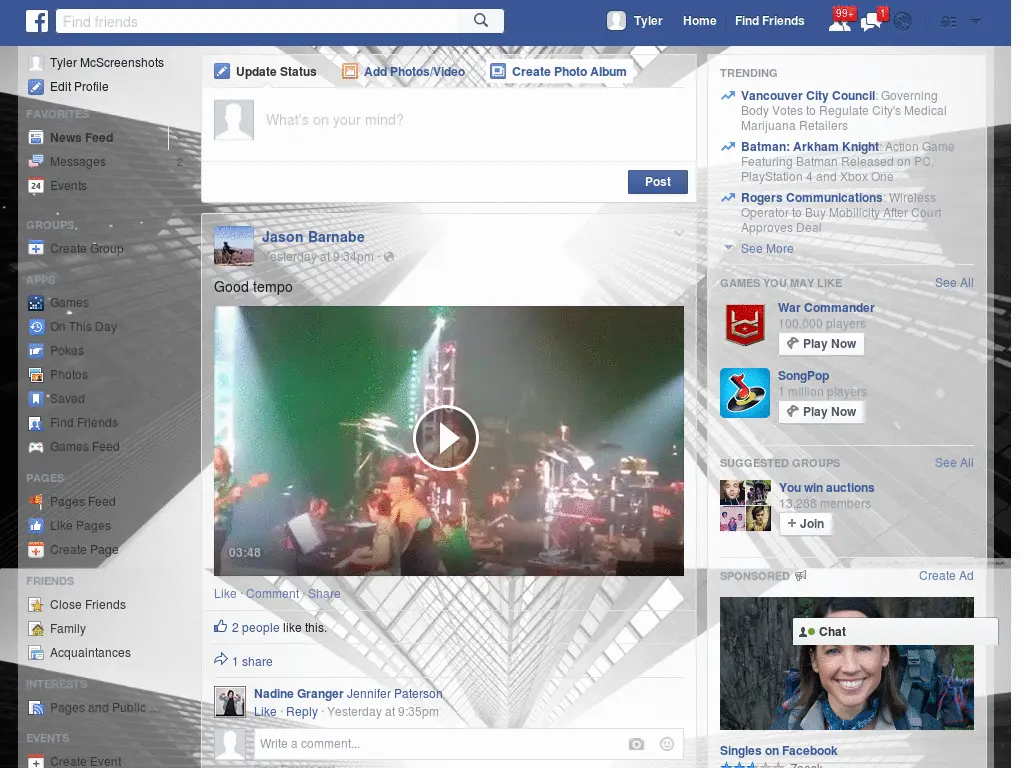 f
Find friends
Tyler
Home
Find Friends
99+
1
Tyler McScreenshots
Edit Profile
FAVORITES
News Feed
Messages
2
Events
24
GROUPS
Create Group
APPS
Games
On This Day
Pokes
Photos
Saved
Find Friends
Games Feed
PAGES
Pages Feed
Like Pages
Create Page
FRIENDS
Close Friends
Family
Acquaintances
INTERESTS
Pages and Public ...
EVENTS
Create Event
Update Status
Add Photos/Video
Create Photo Album
What's on your mind?
Post
Jason Barnabe
Yesterday at 9:34pm ·
Good tempo
03:48
Like · Comment · Share
2 people like this.
1 share
Nadine Granger Jennifer Paterson
Like · Reply · Yesterday at 9:35pm
Write a comment...
TRENDING
Vancouver City Council: Governing
Body Votes to Regulate City's Medical
Marijuana Retailers
Batman: Arkham Knight: Action Game
Featuring Batman Released on PC,
PlayStation 4 and Xbox One
Rogers Communications: Wireless
Operator to Buy Mobilicity After Court
Approves Deal
See More
GAMES YOU MAY LIKE
See All
War Commander
100,000 players
Play Now
SongPop
1 million players
Play Now
SUGGESTED GROUPS
See All
You win auctions
13,288 members
+ Join
SPONSORED
Create Ad
Chat
Singles on Facebook